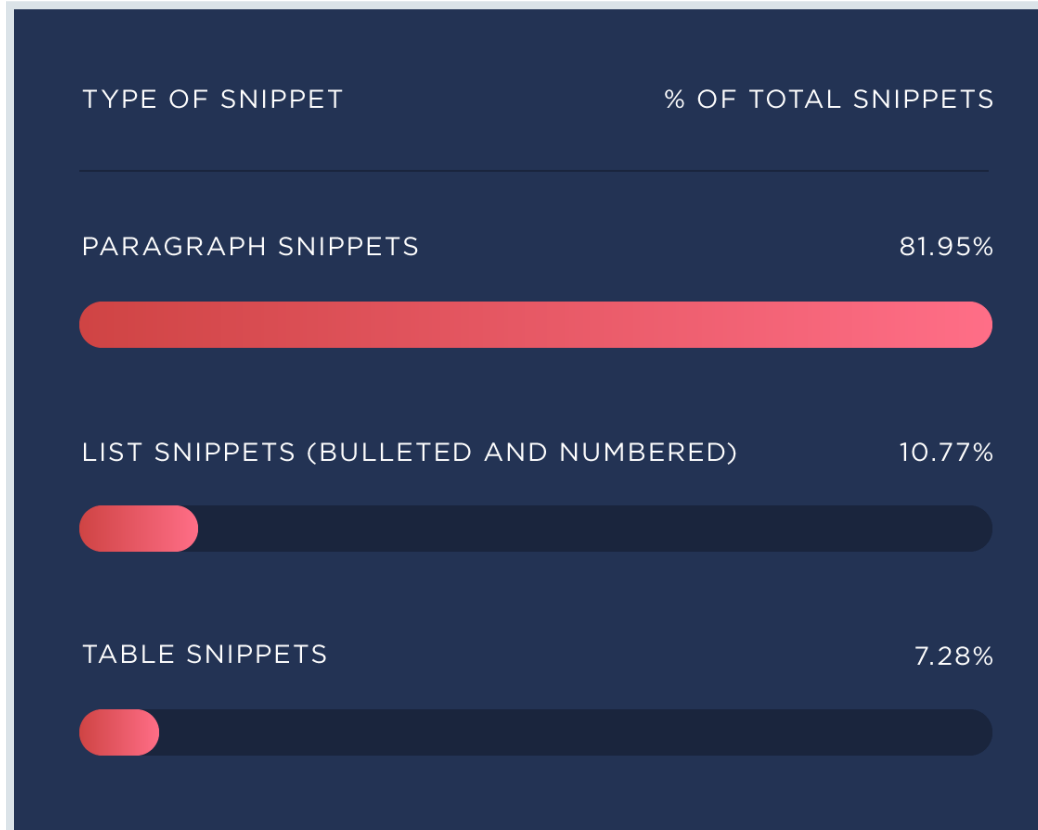 TYPE OF SNIPPET % OF TOTAL SNIPPETS
PARAGRAPH SNIPPETS 81.95%
LIST SNIPPETS (BULLETED AND NUMBERED) 10.77%
TABLE SNIPPETS 7.28%